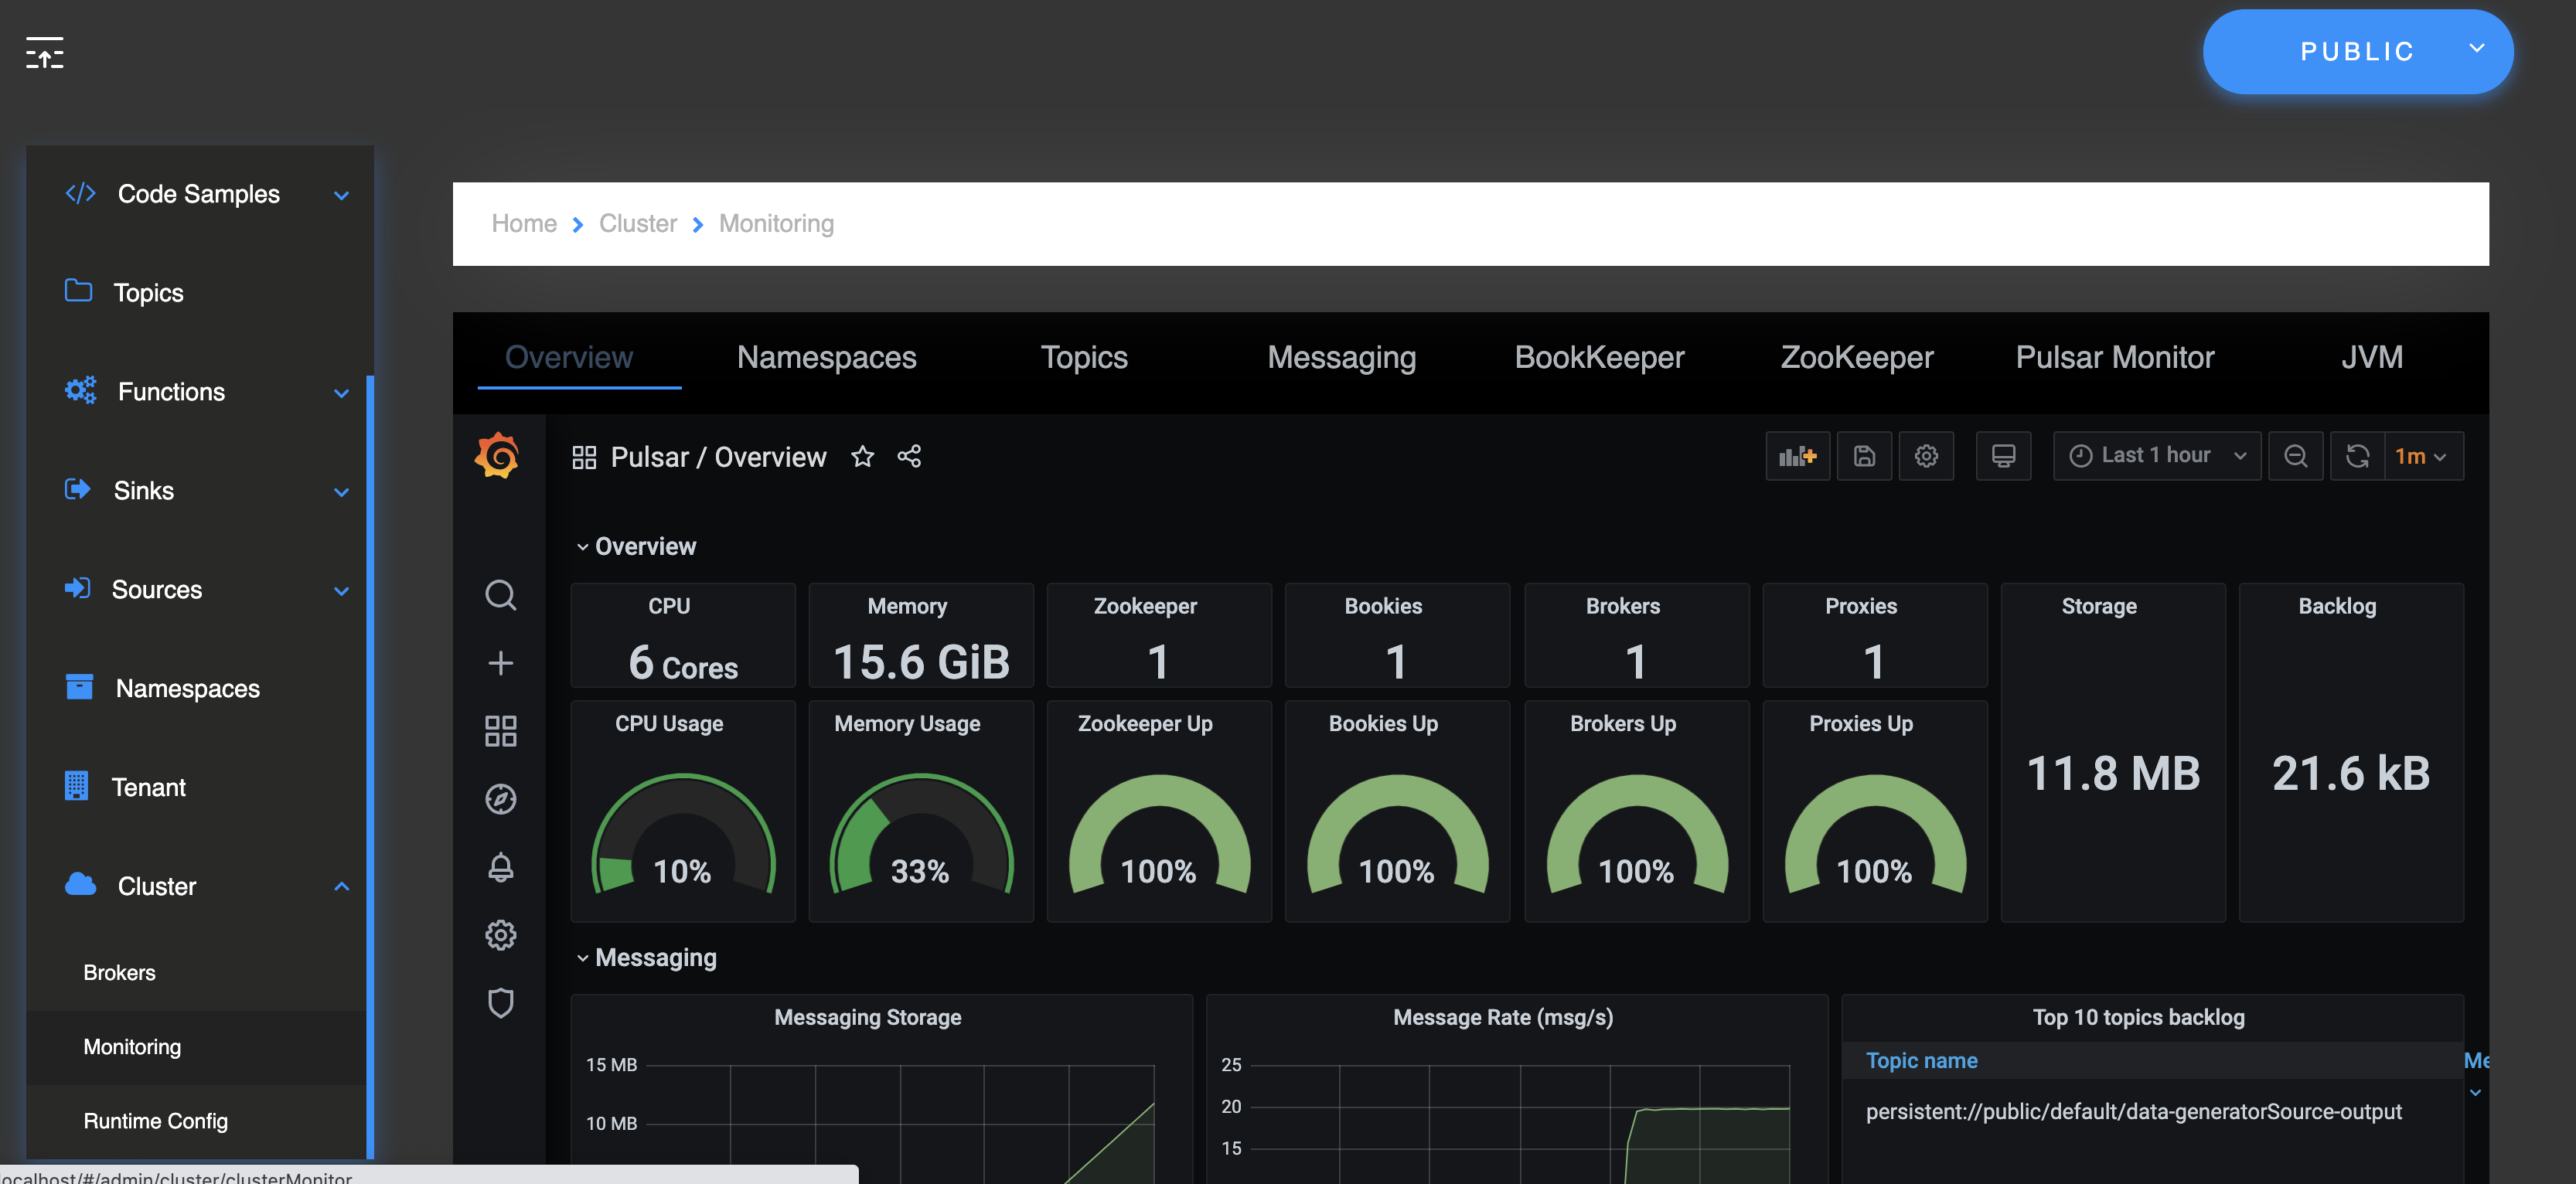 PUBLIC
Code Samples
Topics
Functions
Sinks
Sources
Namespaces
Tenant
Cluster
Brokers
Monitoring
Runtime Config
localhost/#/admin/cluster/clusterMonitor
Home Cluster Monitoring
Overview Namespaces Topics Messaging BookKeeper ZooKeeper Pulsar Monitor JVM
Pulsar / Overview Last 1 hour 1m
Overview
CPU Memory Zookeeper Bookies Brokers Proxies Storage Backlog
6 Cores 15.6 GiB 1 1 1 1
CPU Usage Memory Usage Zookeeper Up Bookies Up Brokers Up Proxies Up
11.8 MB 21.6 kB
10% 33% 100% 100% 100% 100%
Messaging
Messaging Storage Message Rate (msg/s) Top 10 topics backlog
15 MB 25 Topic name Me
10 MB 20 persistent://public/default/data-generatorSource-output
15